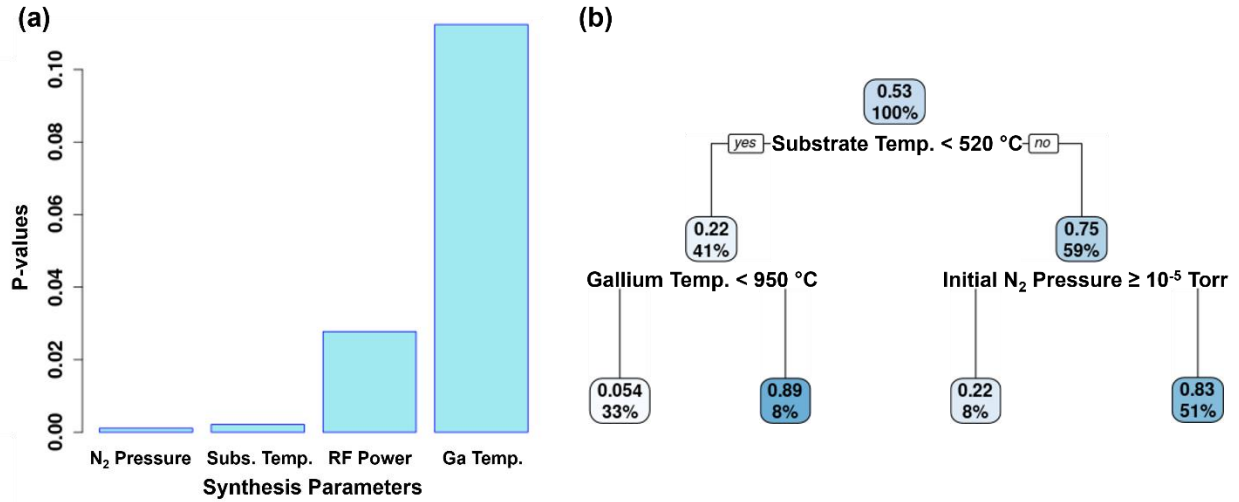 (a)
P-values
0.10
0.08
0.06
0.04
0.02
0.00
N₂ Pressure Subs. Temp. RF Power Ga Temp.
Synthesis Parameters
(b)
0.53
100%
yes Substrate Temp. < 520 °C no
0.22
41%
0.75
59%
Gallium Temp. < 950 °C
Initial N₂ Pressure ≥ 10⁻⁵ Torr
0.054
33%
0.89
8%
0.22
8%
0.83
51%